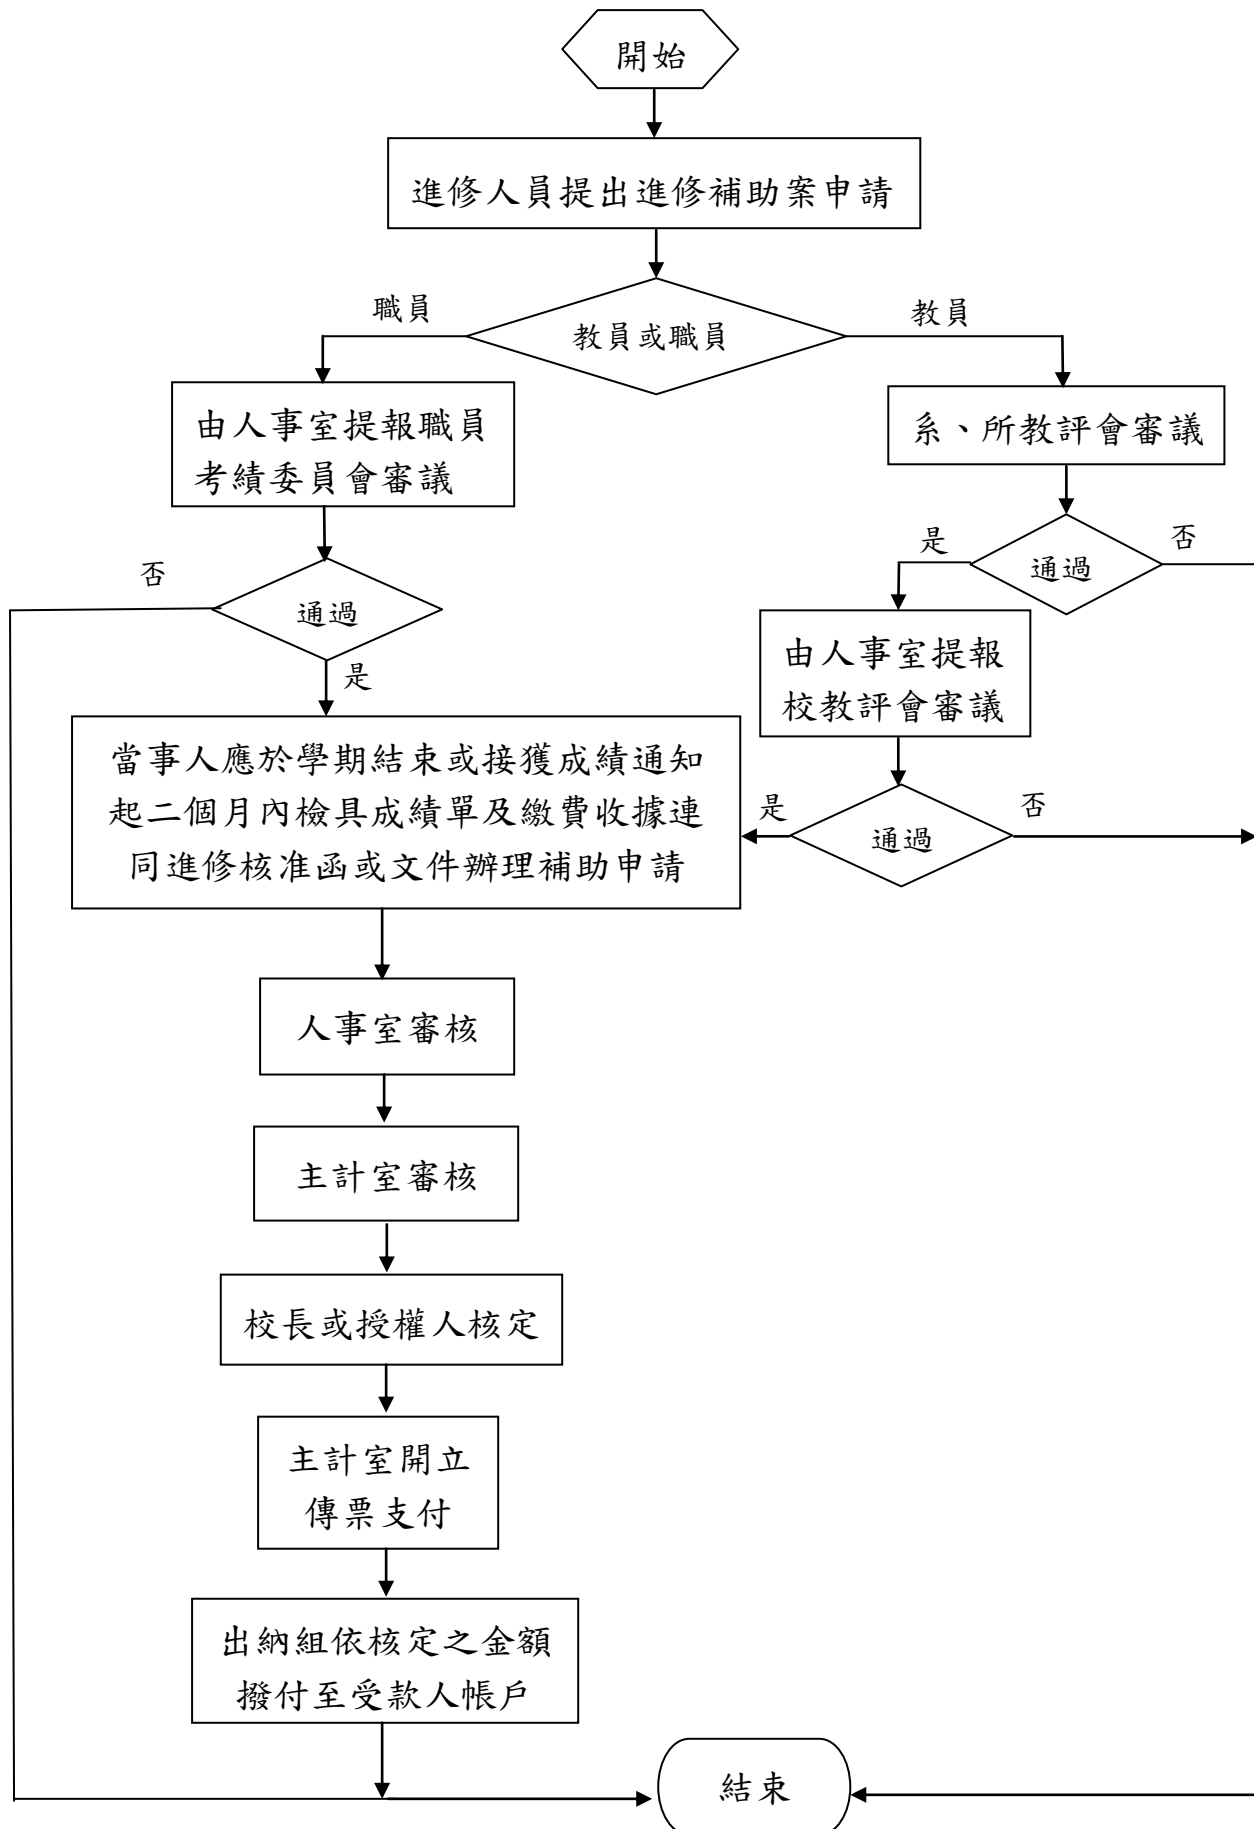 開始
進修人員提出進修補助案申請
職員
教員或職員
教員
由人事室提報職員
考績委員會審議
系、所教評會審議
否
通過
是
是
通過
否
由人事室提報
校教評會審議
當事人應於學期結束或接獲成績通知
起二個月內檢具成績單及繳費收據連
同進修核准函或文件辦理補助申請
是
通過
否
人事室審核
主計室審核
校長或授權人核定
主計室開立
傳票支付
出納組依核定之金額
撥付至受款人帳戶
結束